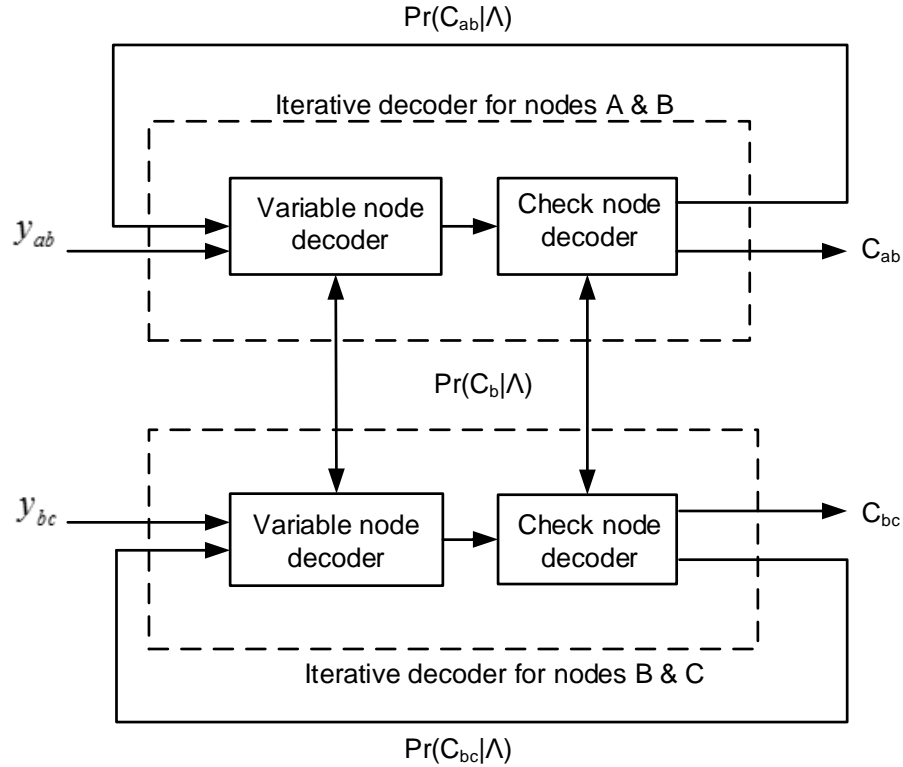 Pr(C_ab|Λ)
Iterative decoder for nodes A & B
Variable node
decoder
Check node
decoder
y_ab
C_ab
Pr(C_b|Λ)
y_bc
Variable node
decoder
Check node
decoder
C_bc
Iterative decoder for nodes B & C
Pr(C_bc|Λ)